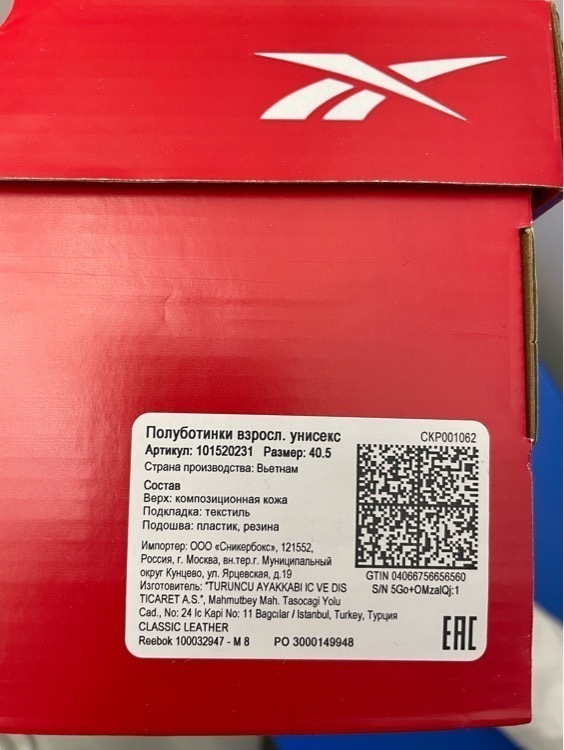 Полуботинки взросл. унисекс
Артикул: 101520231 Размер: 40.5
Страна производства: Вьетнам
Состав
Верх: композиционная кожа
Подкладка: текстиль
Подошва: пластик, резина
Импортер: ООО «Сникербокс», 121552,
Россия, г. Москва, вн.тер.г. Муниципальный
округ Кунцево, ул. Ярцевская, д.19
Изготовитель: "TURUNCU AYAKKABI IC VE DIS
TICARET A.S.", Mahmutbey Mah. Tasocagi Yolu
Cad., No: 24 Ic Kapi No: 11 Bagcılar / Istanbul, Turkey, Турция
CLASSIC LEATHER
Reebok 100032947 - M 8 PO 3000149948
CKP001062
GTIN 04066756656560
S/N 5Go+OMzalQj:1
EAC